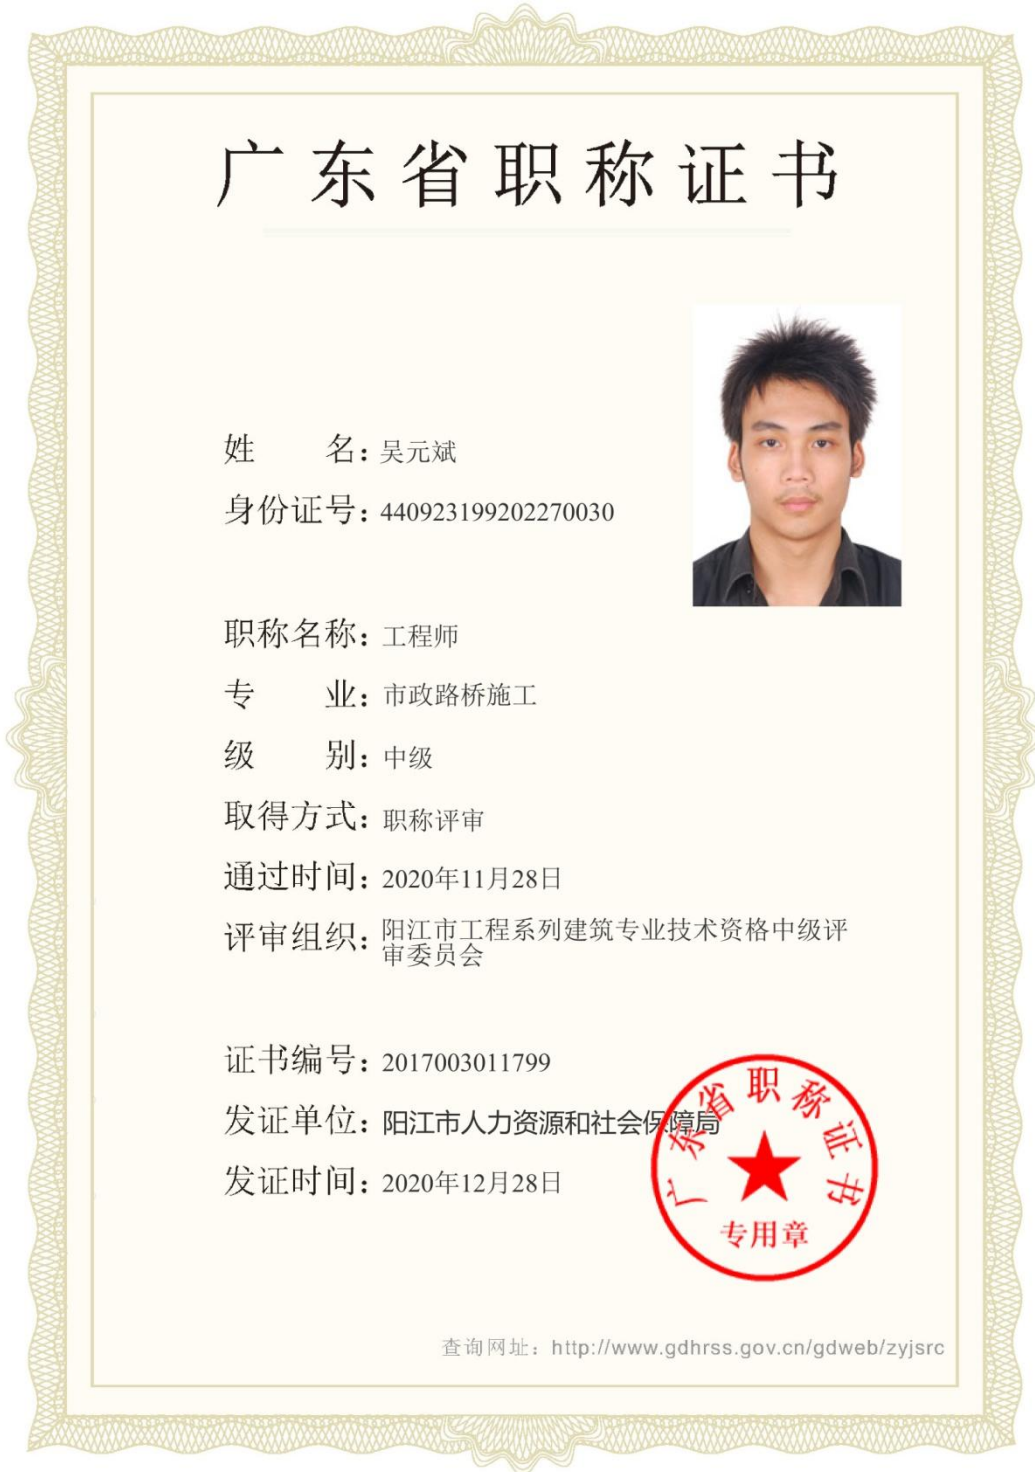 广东省职称证书
姓 名：吴元斌
身份证号：440923199202270030
职称名称：工程师
专 业：市政路桥施工
级 别：中级
取得方式：职称评审
通过时间：2020年11月28日
评审组织：阳江市工程系列建筑专业技术资格中级评
审委员会
证书编号：2017003011799
发证单位：阳江市人力资源和社会保障局
发证时间：2020年12月28日
广东省职称证书
专用章
查询网址：http://www.gdhrss.gov.cn/gdweb/zyjsrc